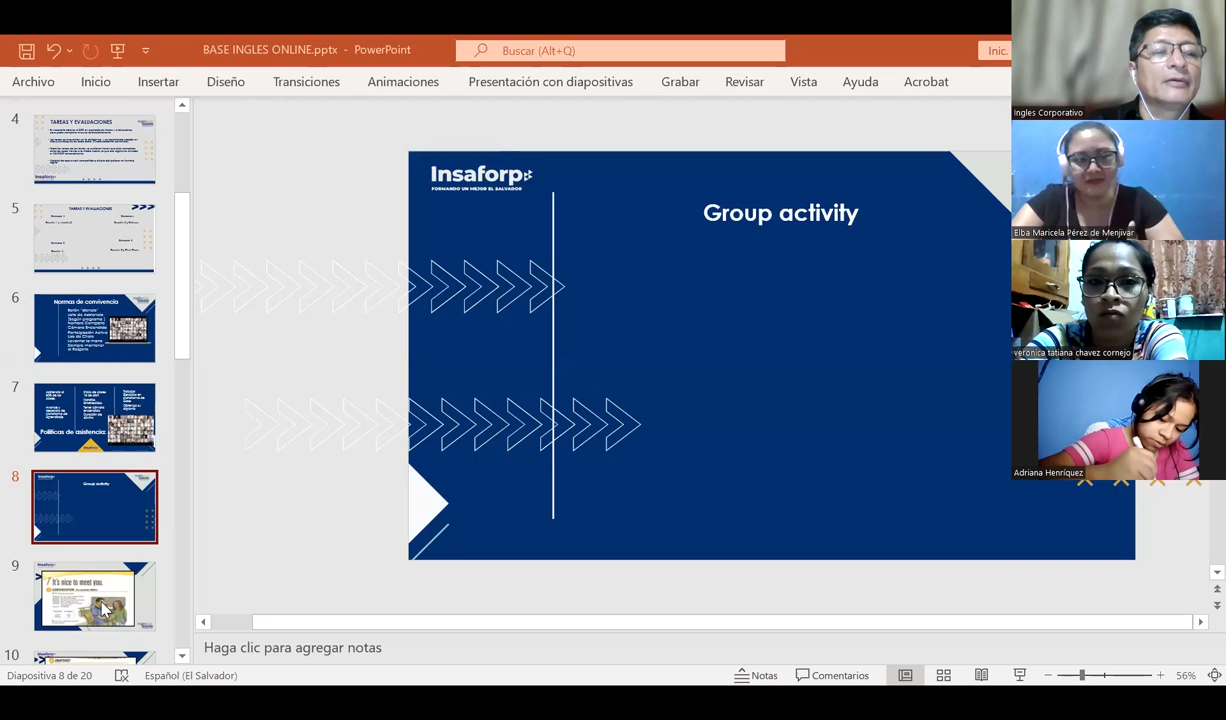 BASE INGLES ONLINE.pptx - PowerPoint
Buscar (Alt+Q)
Inic.
Archivo Inicio Insertar Diseño Transiciones Animaciones Presentación con diapositivas Grabar Revisar Vista Ayuda Acrobat
4
TAREAS Y EVALUACIONES
5
TAREAS Y EVALUACIONES
6
Normas de convivencia
7
Políticas de asistencia:
8
Group activity
9
It's nice to meet you.
10
Insaforp
FORMANDO UN MEJOR EL SALVADOR
Group activity
Ingles Corporativo
Elba Maricela Pérez de Menjivar
veronica tatiana chavez cornejo
Adriana Henríquez
Haga clic para agregar notas
Diapositiva 8 de 20
Español (El Salvador)
Notas
Comentarios
56%